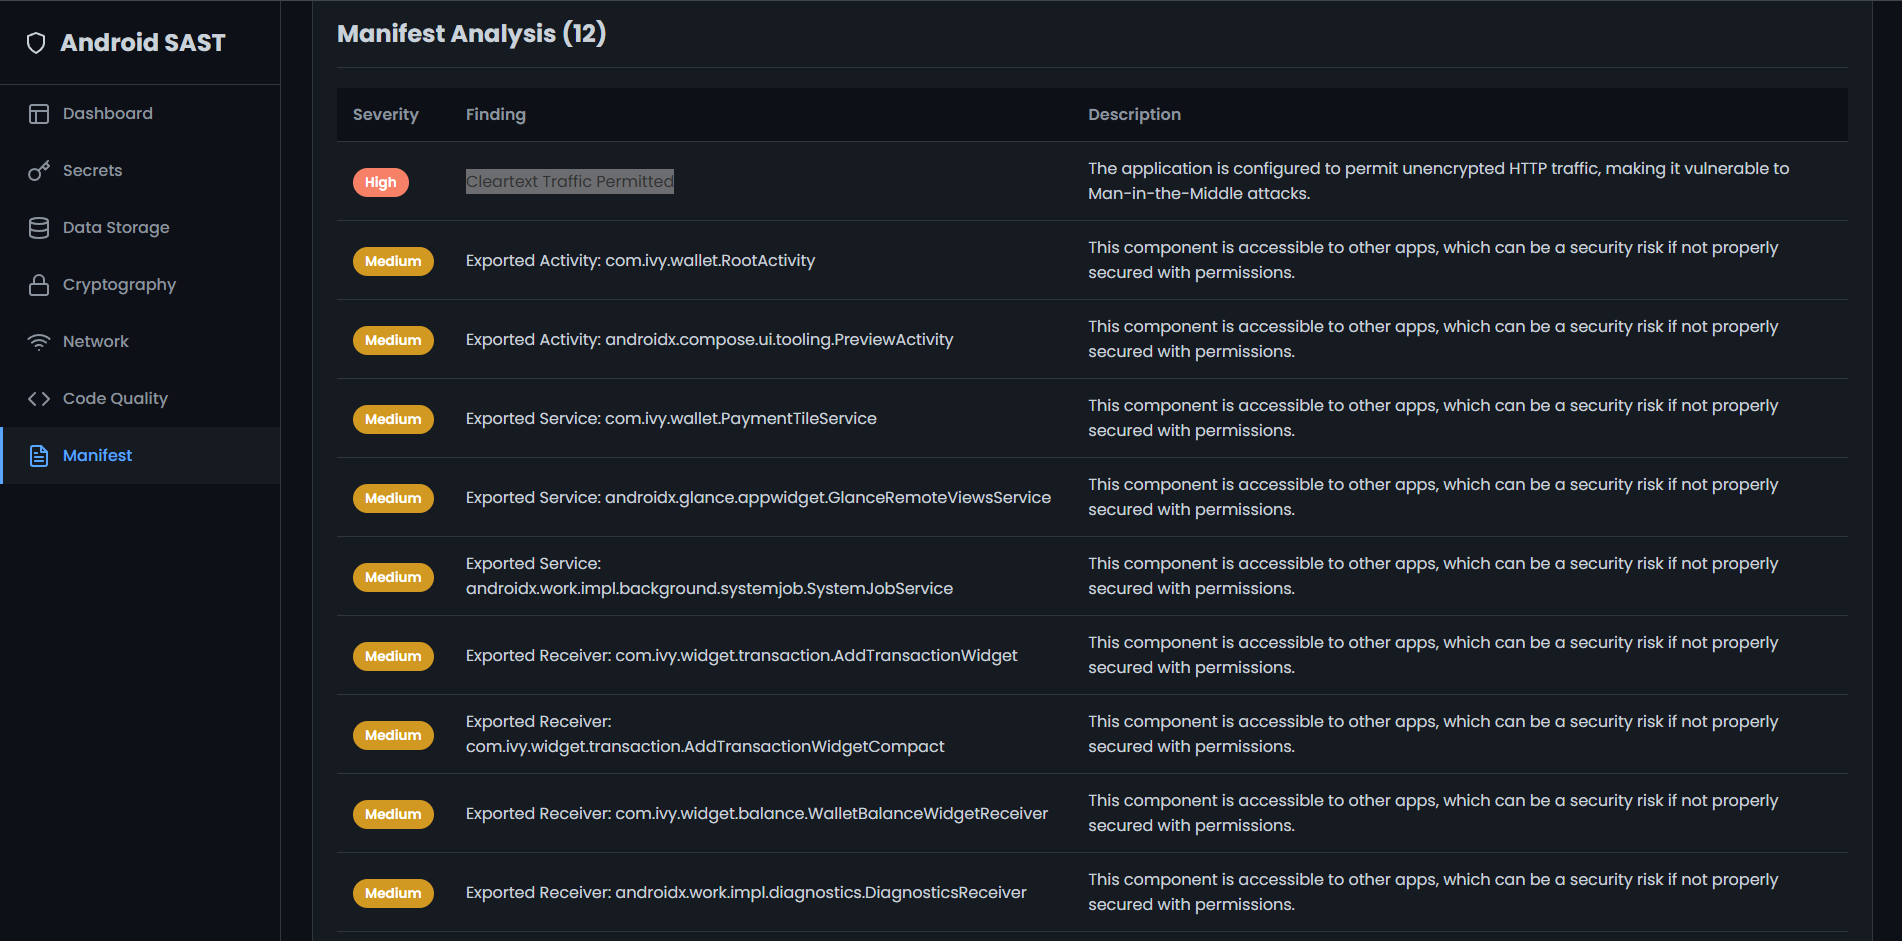 Android SAST
Dashboard
Secrets
Data Storage
Cryptography
Network
Code Quality
Manifest
Manifest Analysis (12)
Severity Finding Description
High Cleartext Traffic Permitted The application is configured to permit unencrypted HTTP traffic, making it vulnerable to
Man-in-the-Middle attacks.
Medium Exported Activity: com.ivy.wallet.RootActivity This component is accessible to other apps, which can be a security risk if not properly
secured with permissions.
Medium Exported Activity: androidx.compose.ui.tooling.PreviewActivity This component is accessible to other apps, which can be a security risk if not properly
secured with permissions.
Medium Exported Service: com.ivy.wallet.PaymentTileService This component is accessible to other apps, which can be a security risk if not properly
secured with permissions.
Medium Exported Service: androidx.glance.appwidget.GlanceRemoteViewsService This component is accessible to other apps, which can be a security risk if not properly
secured with permissions.
Medium Exported Service:
androidx.work.impl.background.systemjob.SystemJobService
This component is accessible to other apps, which can be a security risk if not properly
secured with permissions.
Medium Exported Receiver: com.ivy.widget.transaction.AddTransactionWidget This component is accessible to other apps, which can be a security risk if not properly
secured with permissions.
Medium Exported Receiver:
com.ivy.widget.transaction.AddTransactionWidgetCompact
This component is accessible to other apps, which can be a security risk if not properly
secured with permissions.
Medium Exported Receiver: com.ivy.widget.balance.WalletBalanceWidgetReceiver This component is accessible to other apps, which can be a security risk if not properly
secured with permissions.
Medium Exported Receiver: androidx.work.impl.diagnostics.DiagnosticsReceiver This component is accessible to other apps, which can be a security risk if not properly
secured with permissions.